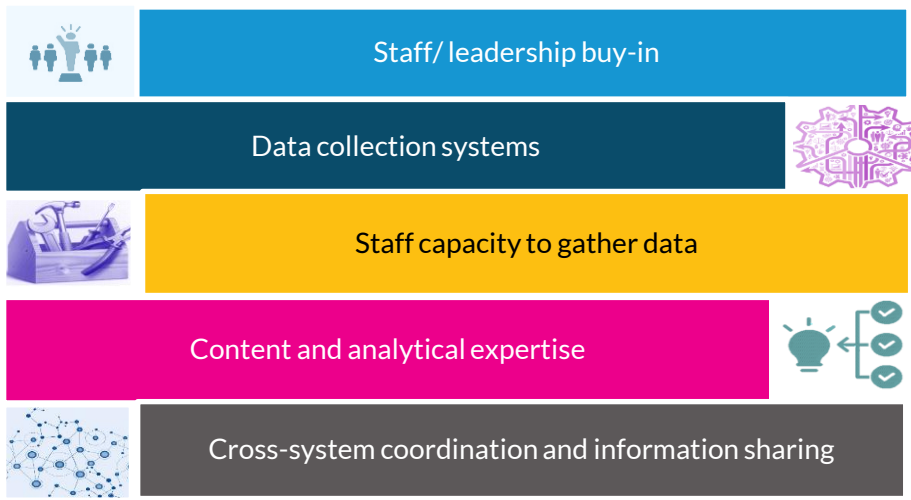 Staff/ leadership buy-in
Data collection systems
Staff capacity to gather data
Content and analytical expertise
Cross-system coordination and information sharing